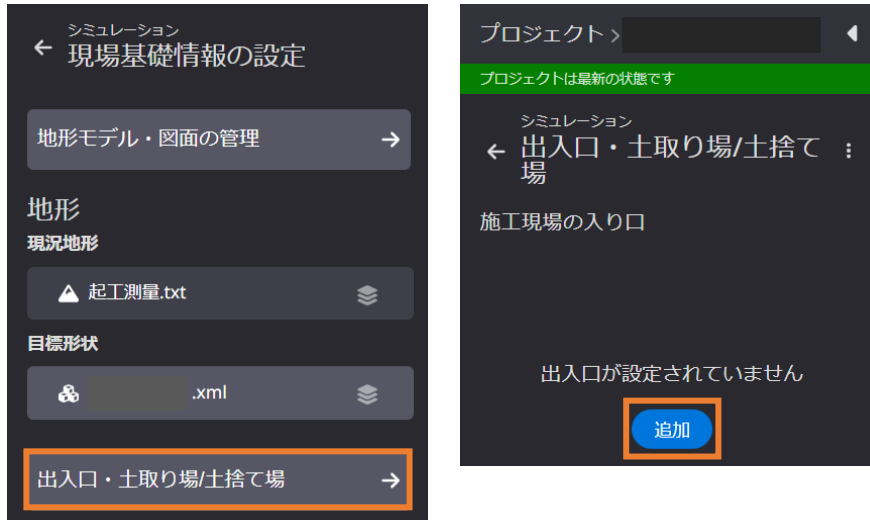 シミュレーション
現場基礎情報の設定
地形モデル・図面の管理
地形
現況地形
起工測量.txt
目標形状
.xml
出入口・土取り場/土捨て場
プロジェクト >
プロジェクトは最新の状態です
シミュレーション
出入口・土取り場/土捨て
場
施工現場の入り口
出入口が設定されていません
追加